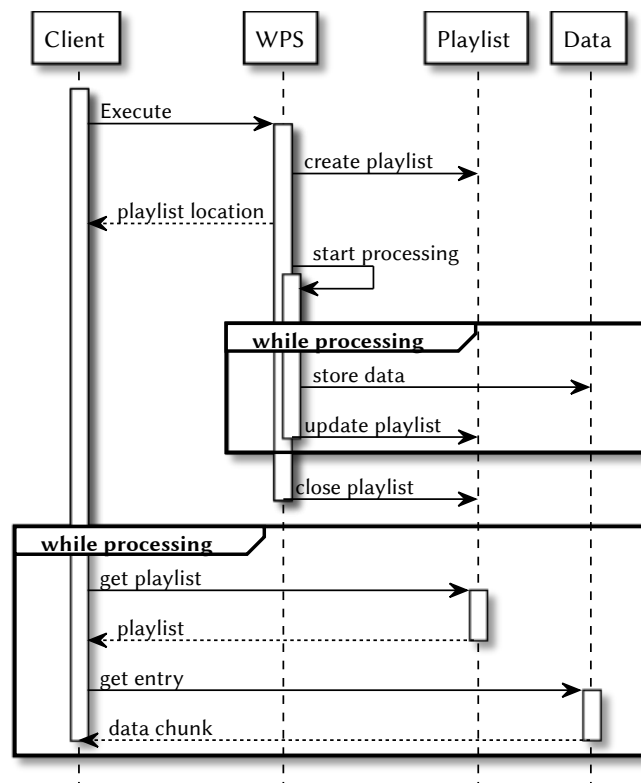 Client WPS Playlist Data
Execute
create playlist
playlist location
start processing
while processing
store data
update playlist
close playlist
while processing
get playlist
playlist
get entry
data chunk